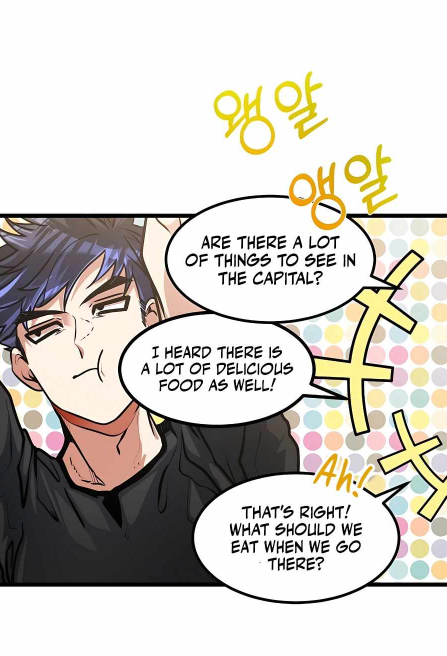 왱알
앵알
ARE THERE A LOT
OF THINGS TO SEE IN
THE CAPITAL?
I HEARD THERE IS
A LOT OF DELICIOUS
FOOD AS WELL!
Ah!
THAT'S RIGHT!
WHAT SHOULD WE
EAT WHEN WE GO
THERE?